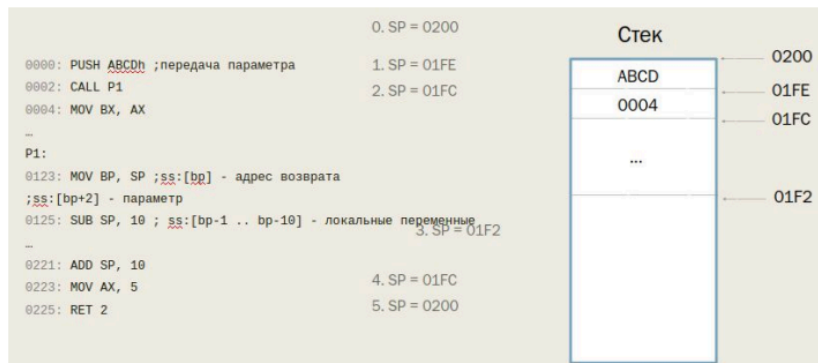 0. SP = 0200
0000: PUSH ABCDh ;передача параметра
1. SP = 01FE
0002: CALL P1
2. SP = 01FC
0004: MOV BX, AX
…
P1:
0123: MOV BP, SP ;ss:[bp] - адрес возврата
;ss:[bp+2] - параметр
0125: SUB SP, 10 ; ss:[bp-1 .. bp-10] - локальные переменные
3. SP = 01F2
…
0221: ADD SP, 10
4. SP = 01FC
0223: MOV AX, 5
5. SP = 0200
0225: RET 2
Стек
0200
ABCD
01FE
0004
01FC
...
01F2